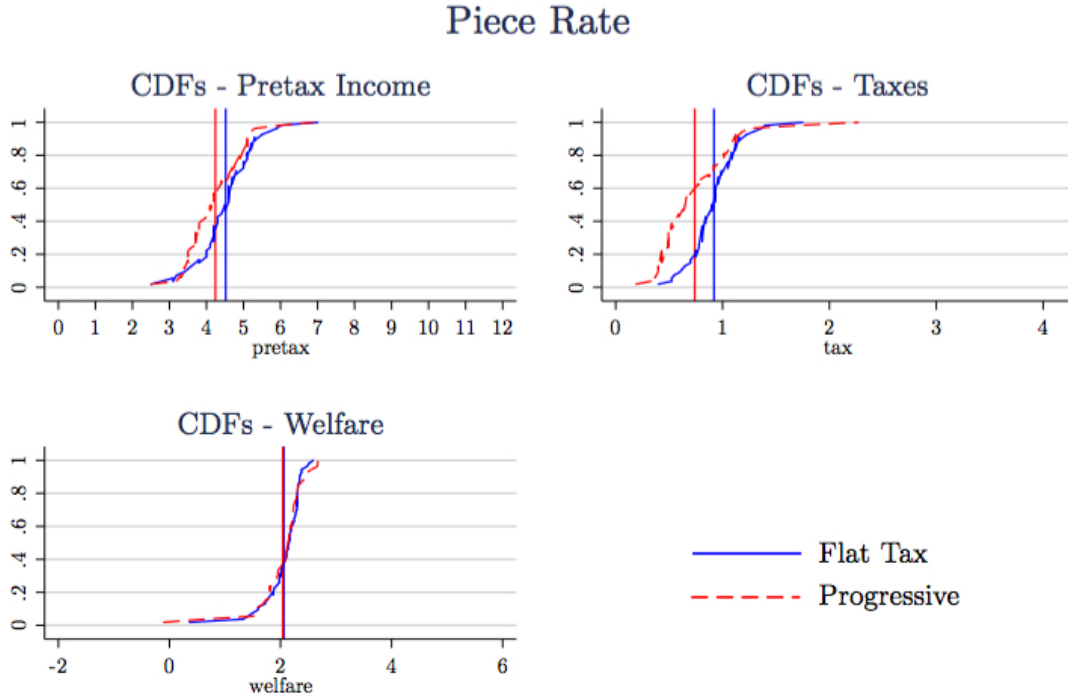 Piece Rate
CDFs - Pretax Income
1
.8
.6
.4
.2
0
0 1 2 3 4 5 6 7 8 9 10 11 12
pretax
CDFs - Taxes
1
.8
.6
.4
.2
0
0 1 2 3 4
tax
CDFs - Welfare
1
.8
.6
.4
.2
0
-2 0 2 4 6
welfare
Flat Tax
Progressive